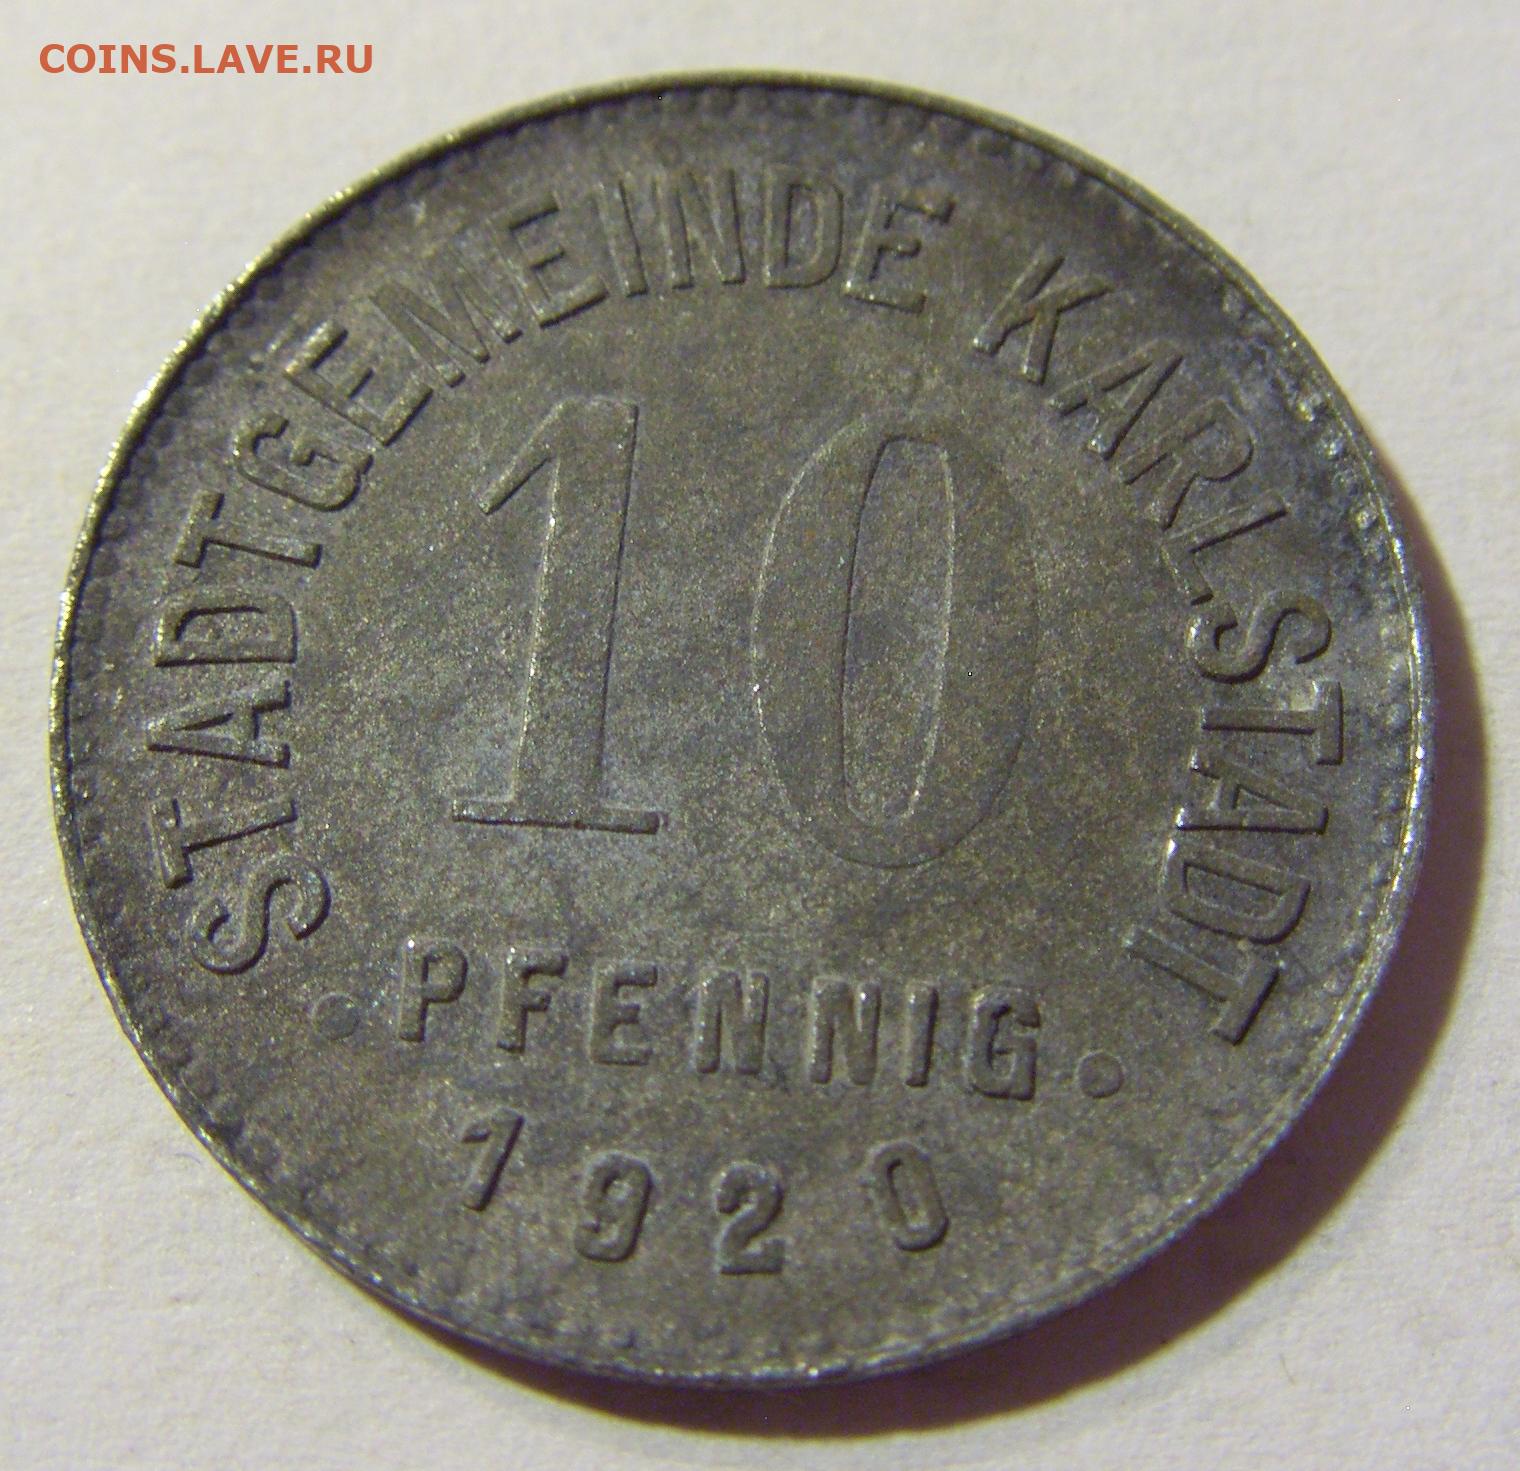 COINS.LAVE.RU
STADTGEMEINDE KARLSTADT
10
· PFENNIG ·
1920